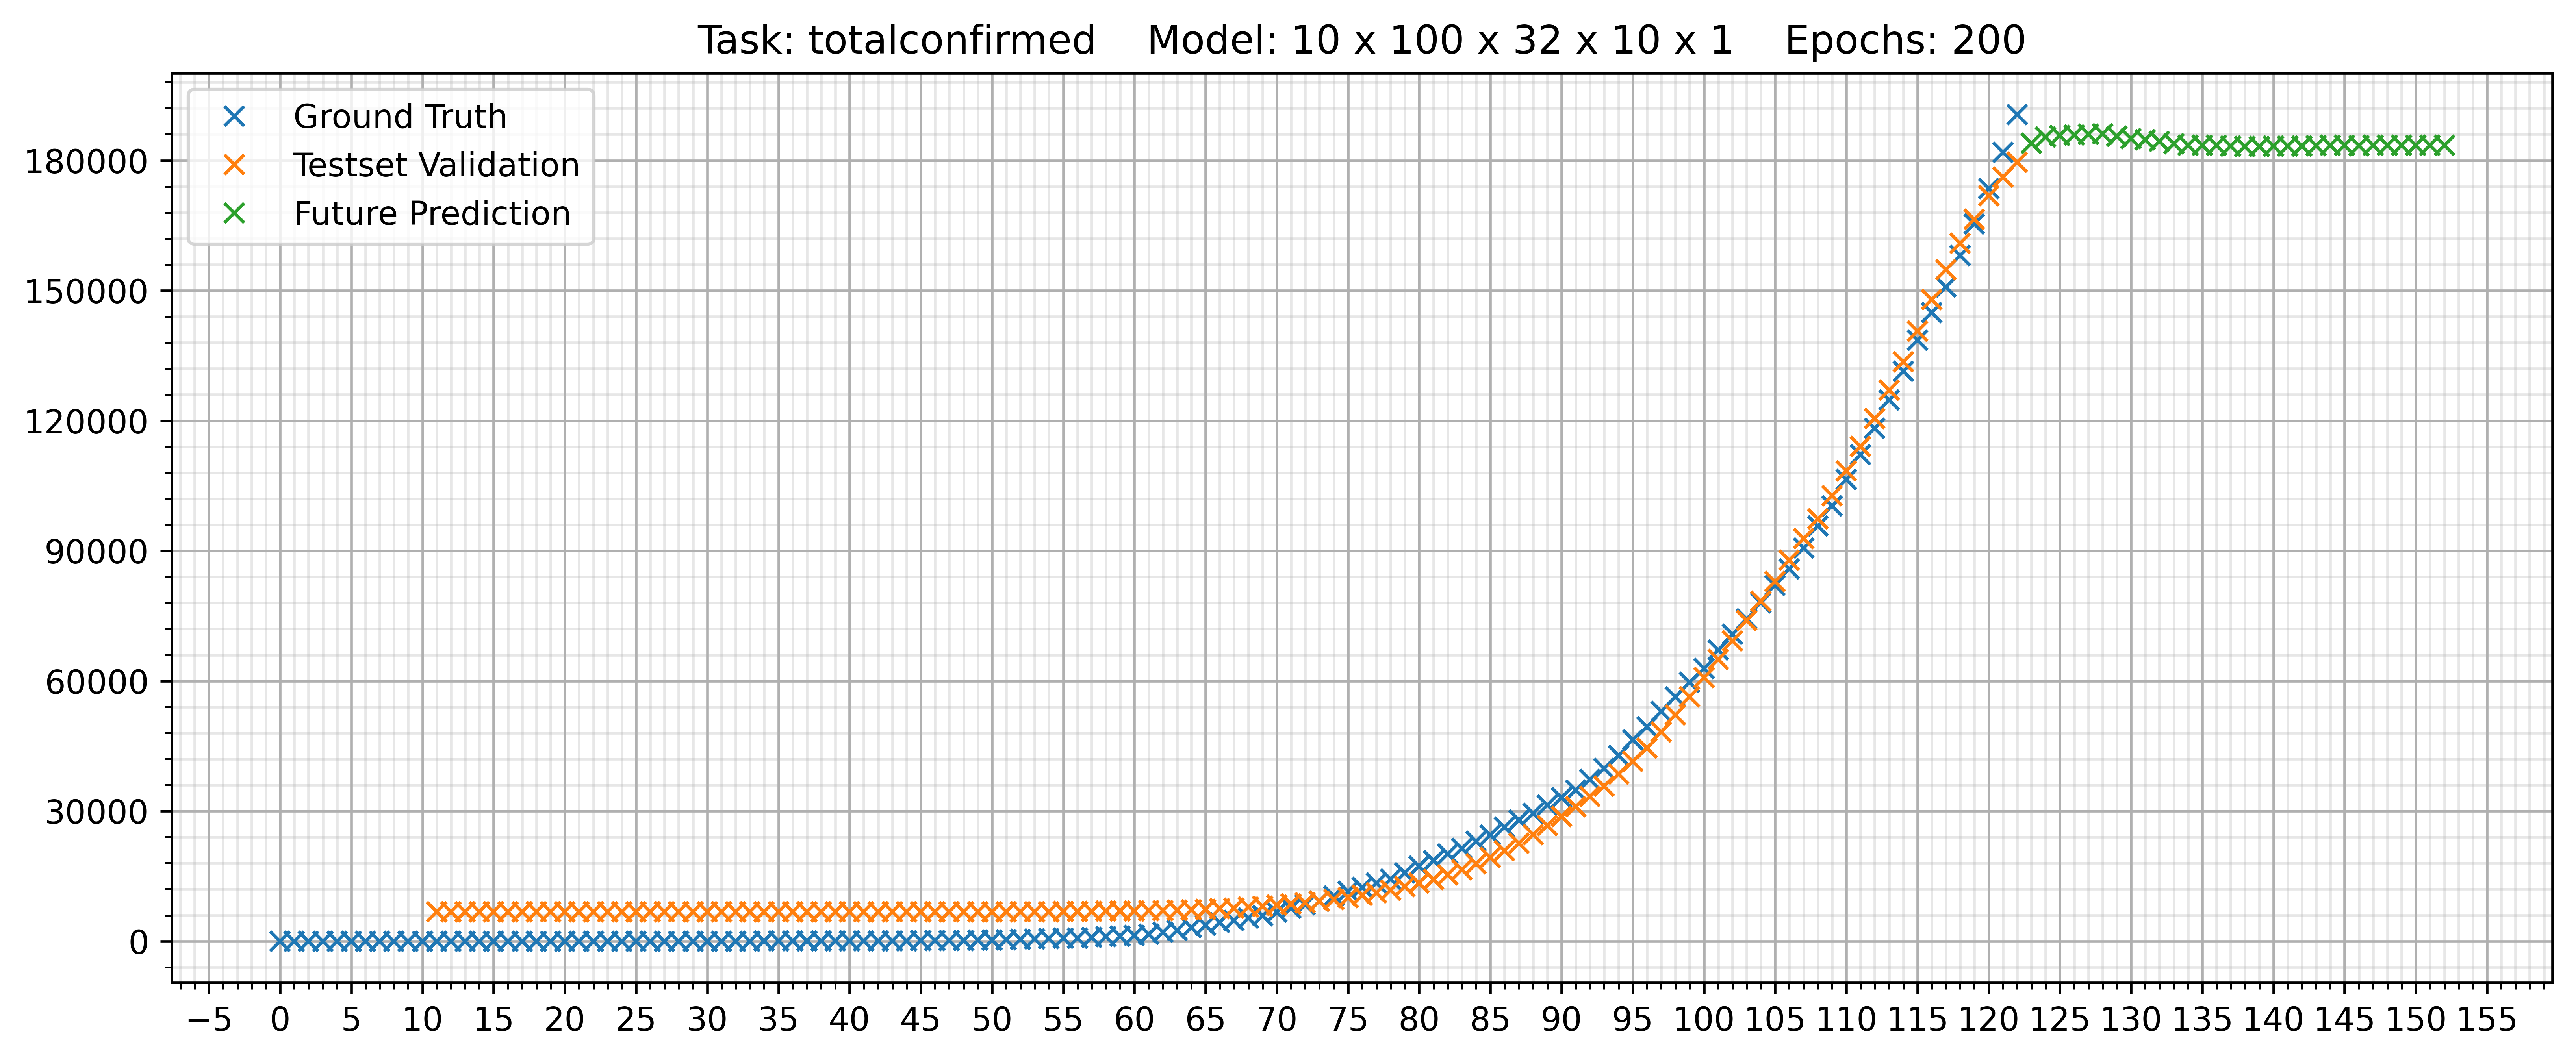 Task: totalconfirmed    Model: 10 x 100 x 32 x 10 x 1    Epochs: 200
Ground Truth
Testset Validation
Future Prediction
180000
150000
120000
90000
60000
30000
0
−5 0 5 10 15 20 25 30 35 40 45 50 55 60 65 70 75 80 85 90 95 100 105 110 115 120 125 130 135 140 145 150 155